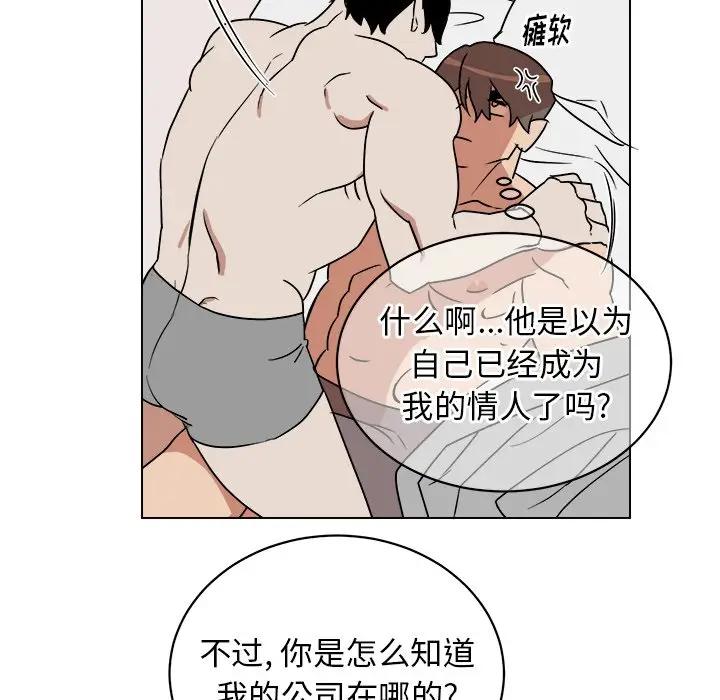 瘫软
什么啊...他是以为
自己已经成为
我的情人了吗?
不过, 你是怎么知道
我的公司在哪的?